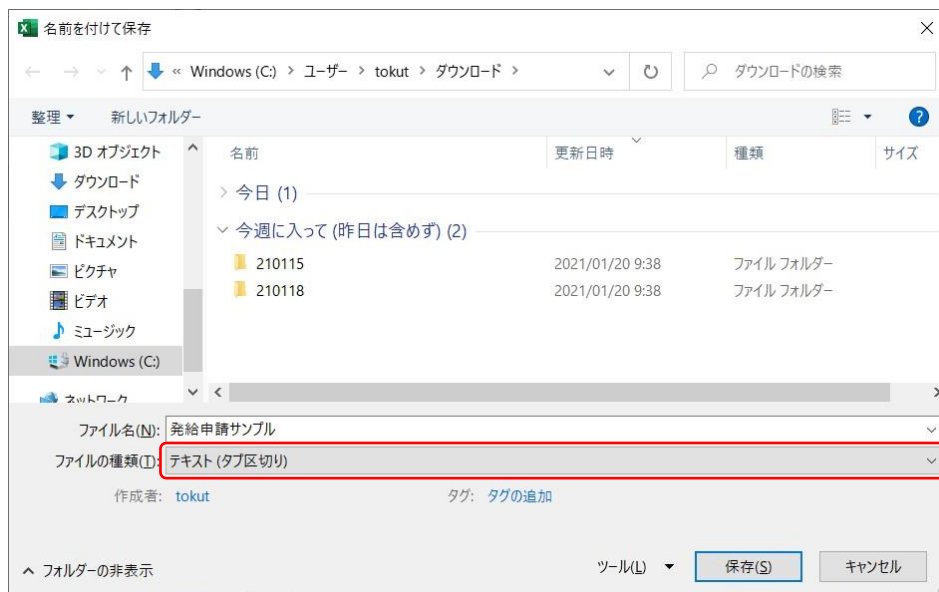 名前を付けて保存
« Windows (C:) > ユーザー > tokut > ダウンロード >
ダウンロードの検索
整理 新しいフォルダー
3D オブジェクト
ダウンロード
デスクトップ
ドキュメント
ピクチャ
ビデオ
ミュージック
Windows (C:)
ネットワーク
名前 更新日時 種類 サイズ
今日 (1)
今週に入って (昨日は含めず) (2)
210115 2021/01/20 9:38 ファイル フォルダー
210118 2021/01/20 9:38 ファイル フォルダー
ファイル名(N): 発給申請サンプル
ファイルの種類(T): テキスト (タブ区切り)
作成者: tokut タグ: タグの追加
フォルダーの非表示 ツール(L) 保存(S) キャンセル